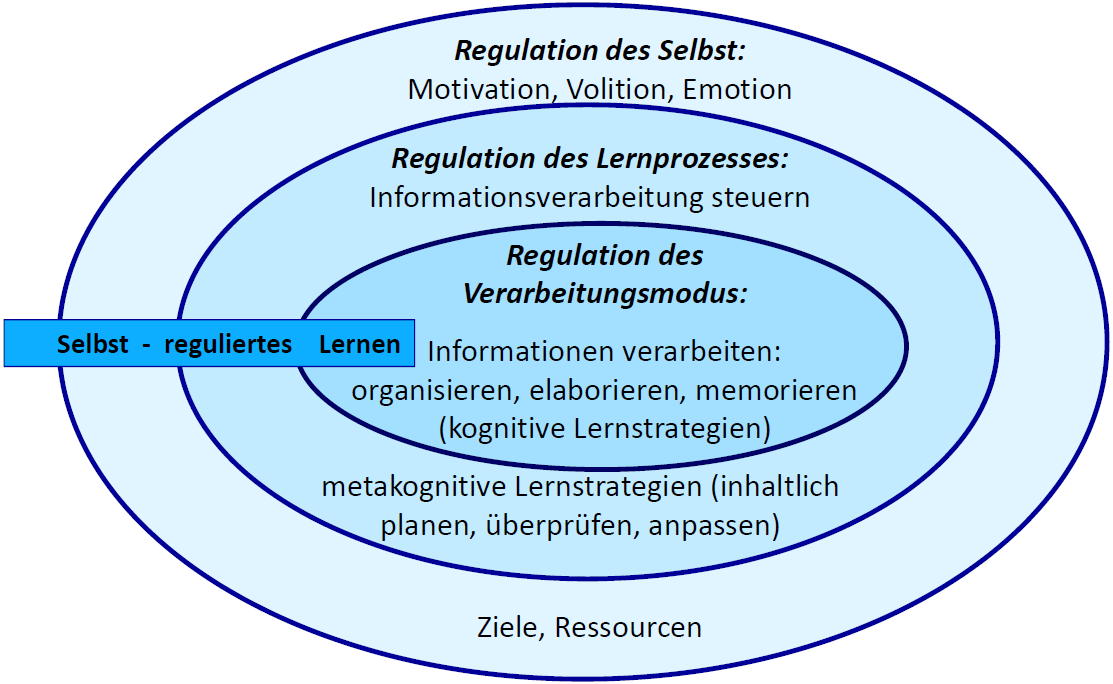 Regulation des Selbst:
Motivation, Volition, Emotion
Regulation des Lernprozesses:
Informationsverarbeitung steuern
Regulation des
Verarbeitungsmodus:
Selbst - reguliertes Lernen
Informationen verarbeiten:
organisieren, elaborieren, memorieren
(kognitive Lernstrategien)
metakognitive Lernstrategien (inhaltlich
planen, überprüfen, anpassen)
Ziele, Ressourcen